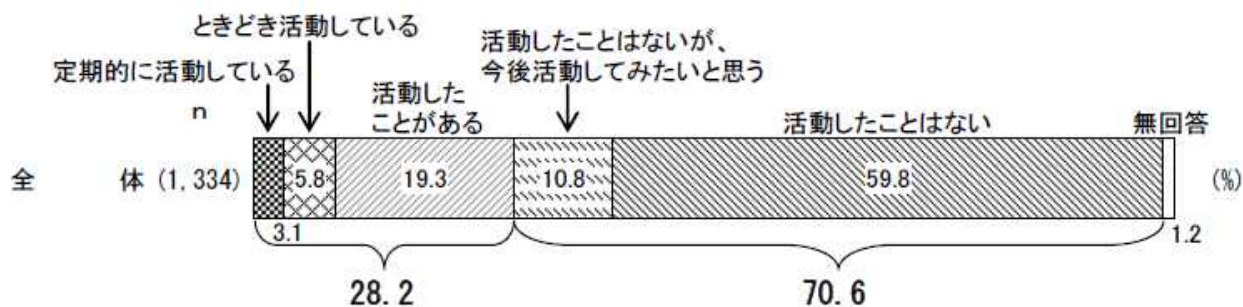 ときどき活動している
定期的に活動している
活動した
ことがある
活動したことはないが、
今後活動してみたいと思う
活動したことはない
無回答
n
全 体 (1,334)
5.8
19.3
10.8
59.8
(%)
3.1
1.2
28.2
70.6